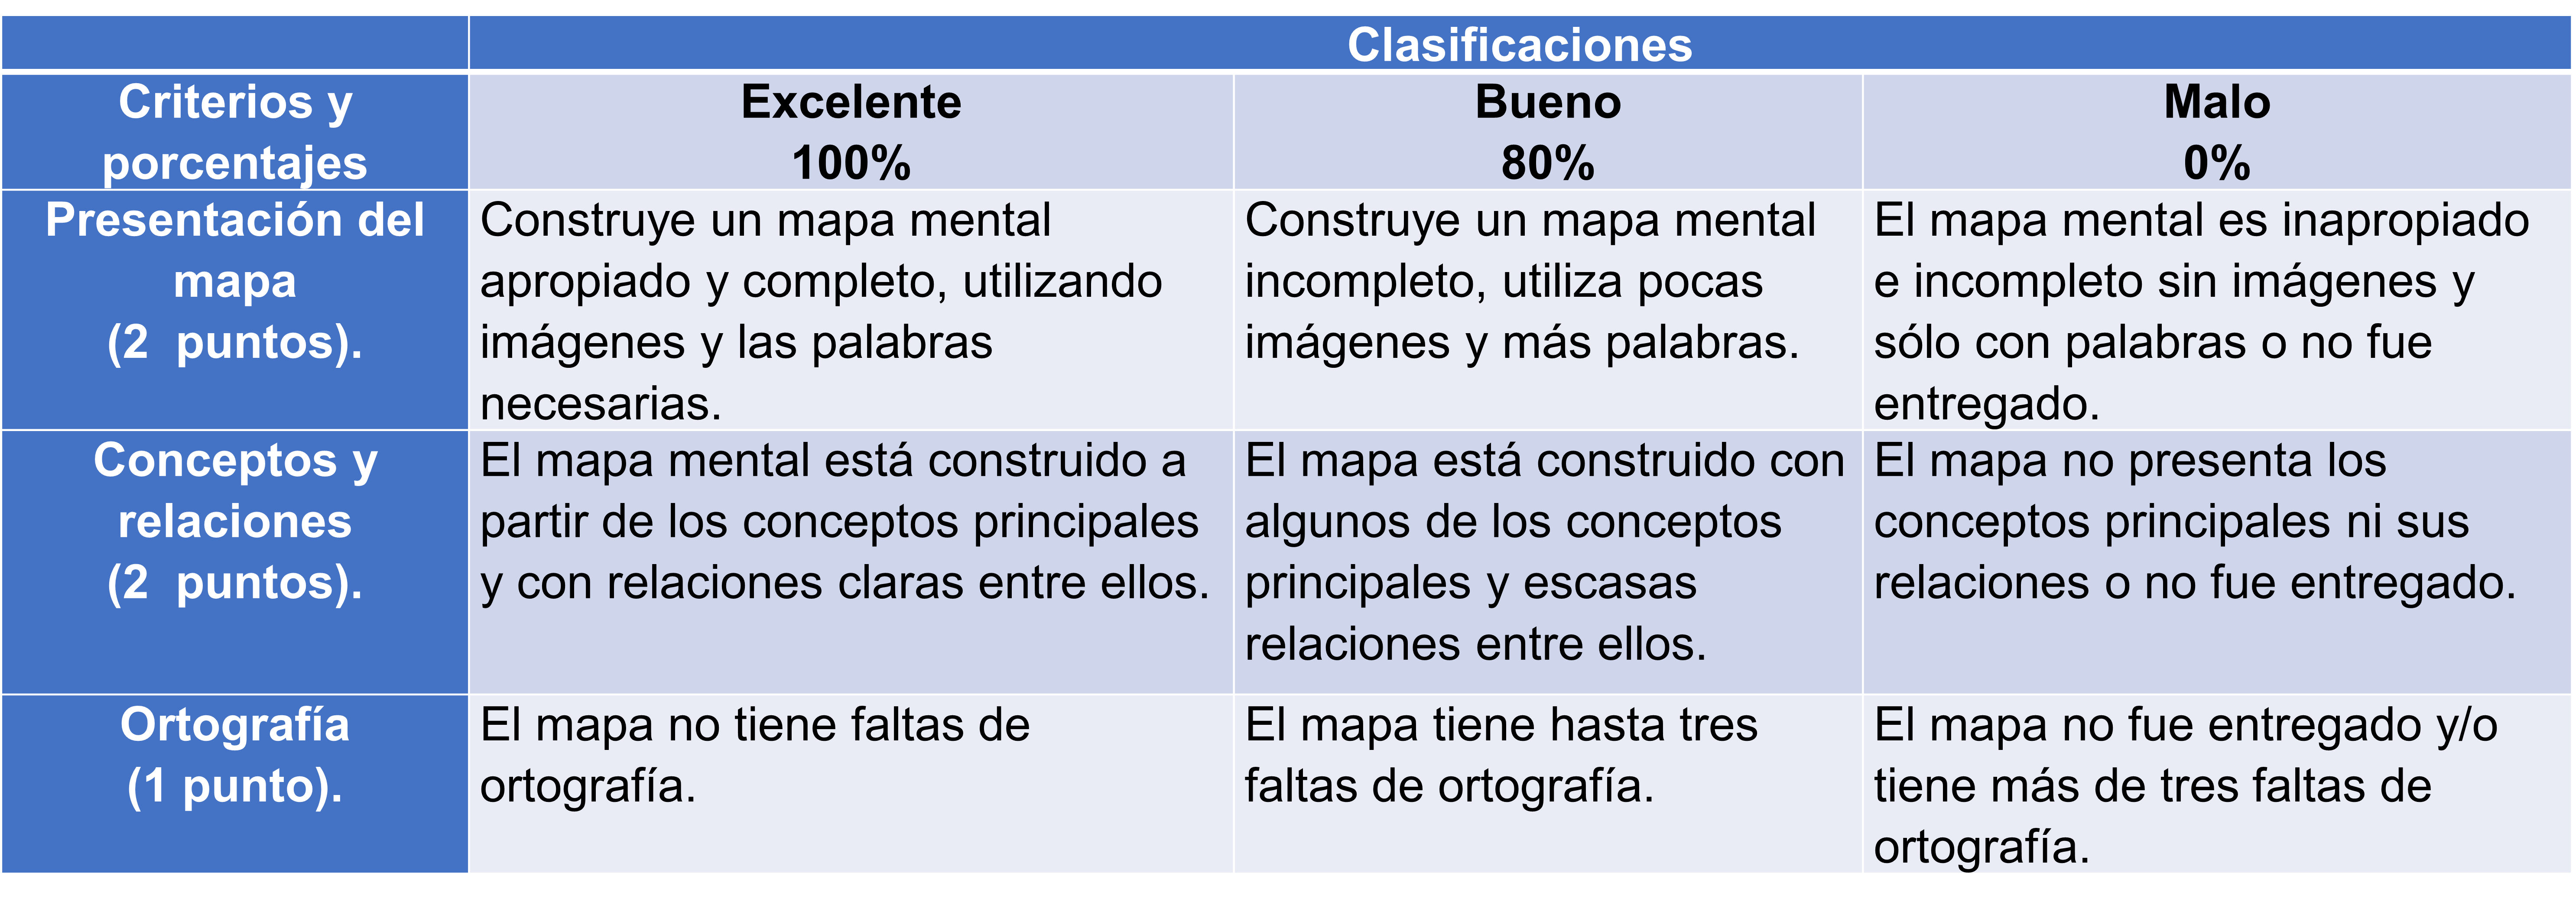 Clasificaciones
Criterios y
porcentajes
Excelente
100%
Bueno
80%
Malo
0%
Presentación del
mapa
(2  puntos).
Construye un mapa mental
apropiado y completo, utilizando
imágenes y las palabras
necesarias.
Construye un mapa mental
incompleto, utiliza pocas
imágenes y más palabras.
El mapa mental es inapropiado
e incompleto sin imágenes y
sólo con palabras o no fue
entregado.
Conceptos y
relaciones
(2  puntos).
El mapa mental está construido a
partir de los conceptos principales
y con relaciones claras entre ellos.
El mapa está construido con
algunos de los conceptos
principales y escasas
relaciones entre ellos.
El mapa no presenta los
conceptos principales ni sus
relaciones o no fue entregado.
Ortografía
(1 punto).
El mapa no tiene faltas de
ortografía.
El mapa tiene hasta tres
faltas de ortografía.
El mapa no fue entregado y/o
tiene más de tres faltas de
ortografía.